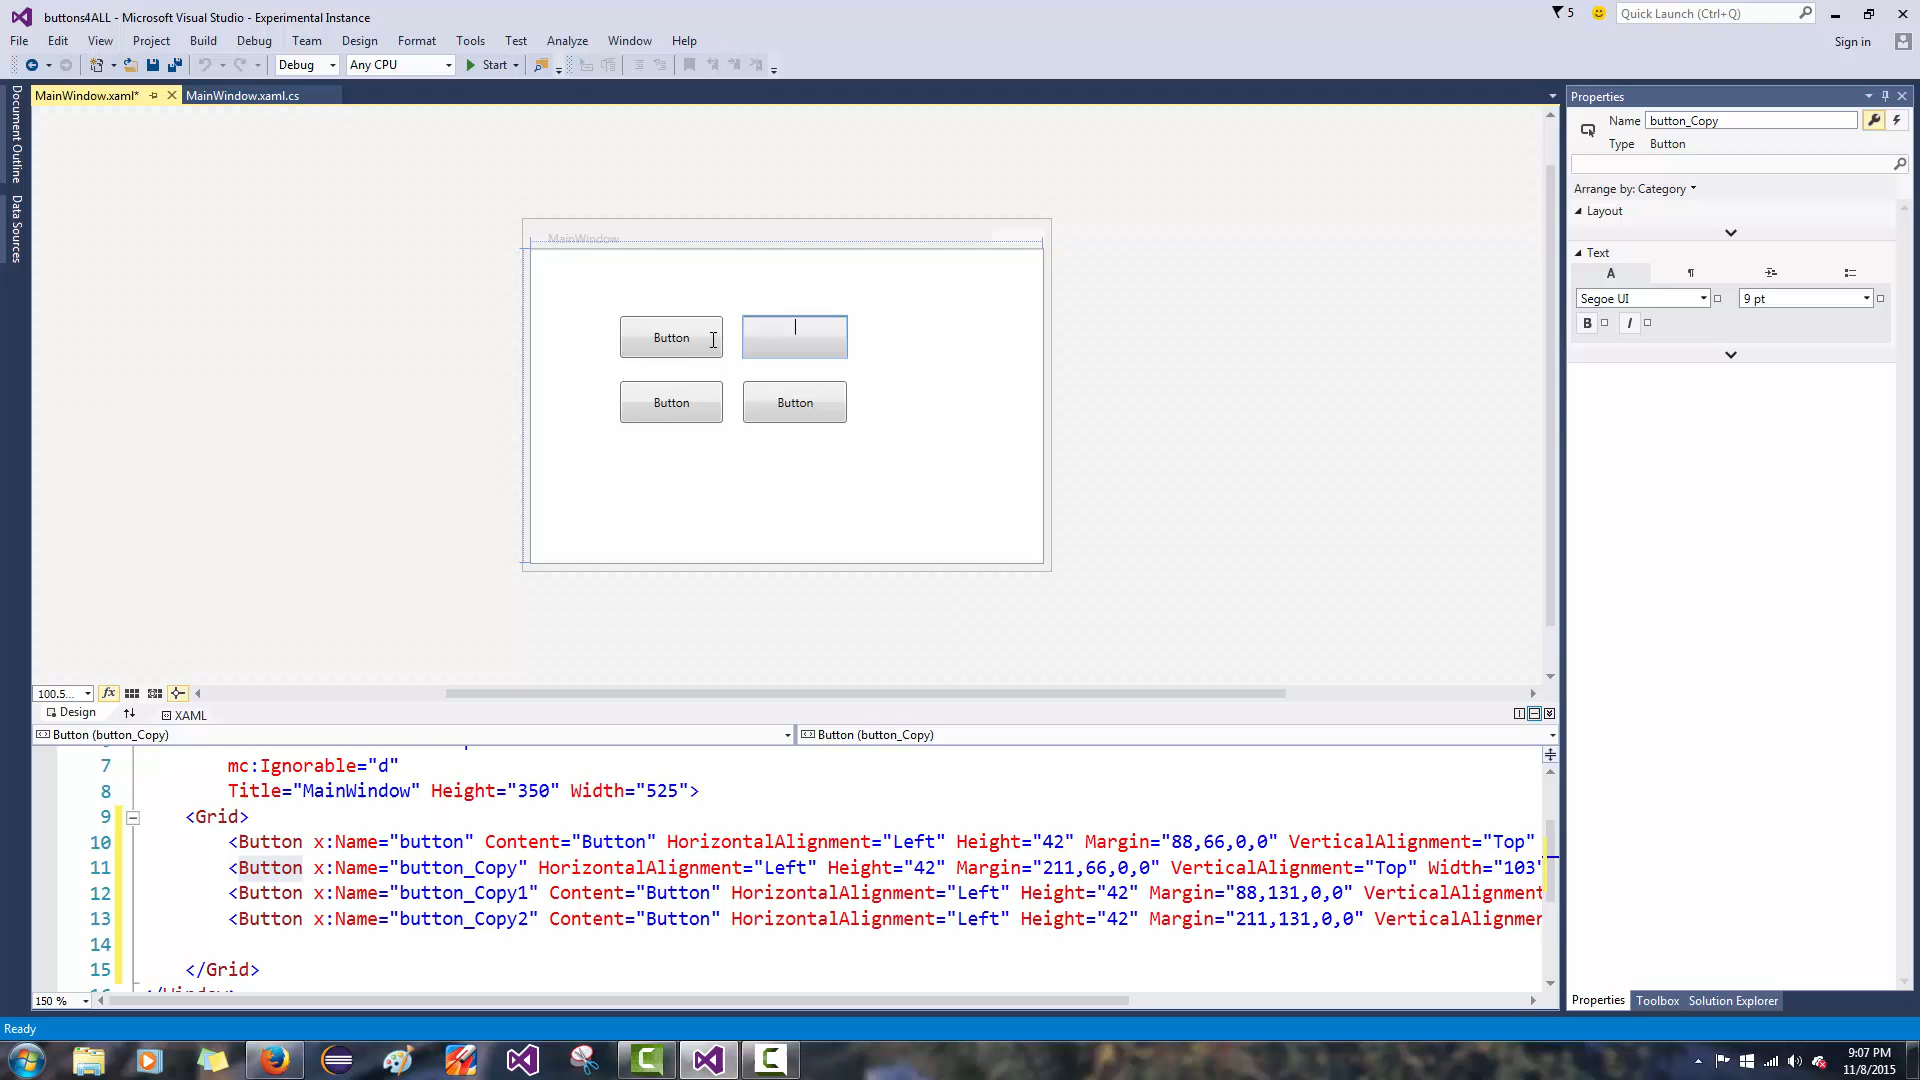 buttons4ALL - Microsoft Visual Studio - Experimental Instance
5
Quick Launch (Ctrl+Q)
File Edit View Project Build Debug Team Format Tools Test Analyze Window Help
Design
Sign in
Debug Any CPU Start
MainWindow.xaml* MainWindow.xaml.cs
Document Outline
Data Sources
MainWindow
Button
Button Button
Properties
Name button_Copy
Type Button
Arrange by: Category
Layout
Text
A
Segoe UI 9 pt
B I
100.5...
fx
Design XAML
Button (button_Copy) Button (button_Copy)
7 mc:Ignorable="d"
8 Title="MainWindow" Height="350" Width="525">
9 <Grid>
10 <Button x:Name="button" Content="Button" HorizontalAlignment="Left" Height="42" Margin="88,66,0,0" VerticalAlignment="Top"
11 <Button x:Name="button_Copy" HorizontalAlignment="Left" Height="42" Margin="211,66,0,0" VerticalAlignment="Top" Width="103"
12 <Button x:Name="button_Copy1" Content="Button" HorizontalAlignment="Left" Height="42" Margin="88,131,0,0" VerticalAlignment
13 <Button x:Name="button_Copy2" Content="Button" HorizontalAlignment="Left" Height="42" Margin="211,131,0,0" VerticalAlignmen
14
15 </Grid>
150 %
Properties Toolbox Solution Explorer
Ready
9:07 PM
11/8/2015